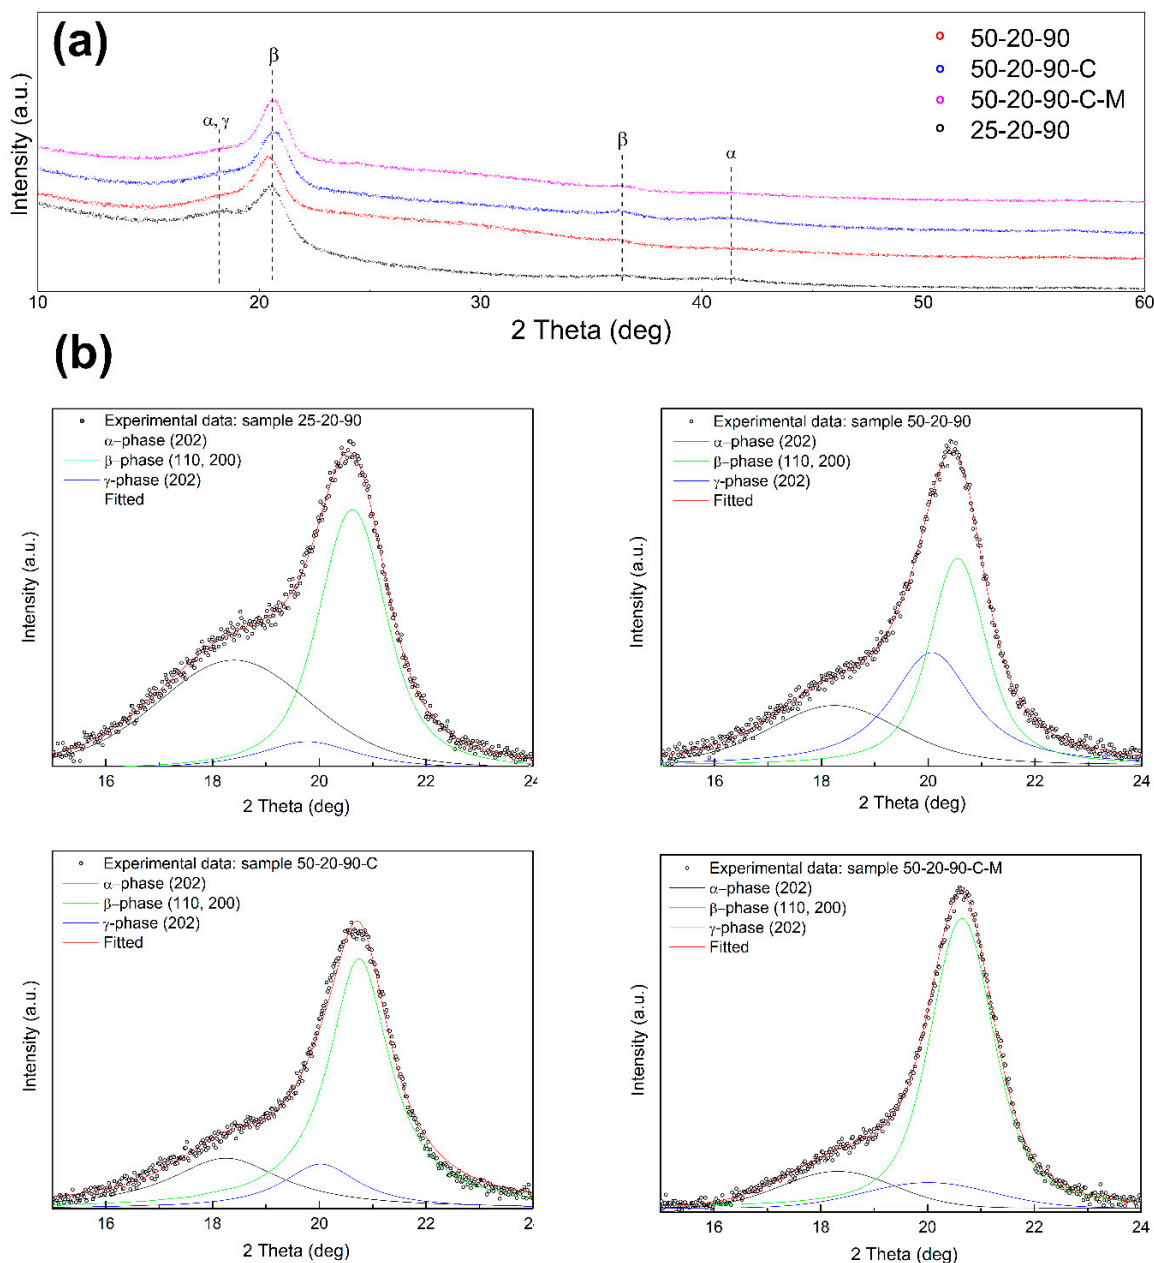 (a)
50-20-90
50-20-90-C
50-20-90-C-M
25-20-90
β
α, γ
β
α
Intensity (a.u.)
10 20 30 40 50 60
2 Theta (deg)
(b)
Experimental data: sample 25-20-90
α–phase (202)
β–phase (110, 200)
γ-phase (202)
Fitted
Intensity (a.u.)
16 18 20 22 24
2 Theta (deg)
Experimental data: sample 50-20-90
α–phase (202)
β–phase (110, 200)
γ-phase (202)
Fitted
Intensity (a.u.)
16 18 20 22 24
2 Theta (deg)
Experimental data: sample 50-20-90-C
α–phase (202)
β–phase (110, 200)
γ-phase (202)
Fitted
Intensity (a.u.)
16 18 20 22 24
2 Theta (deg)
Experimental data: sample 50-20-90-C-M
α–phase (202)
β–phase (110, 200)
γ-phase (202)
Fitted
Intensity (a.u.)
16 18 20 22 24
2 Theta (deg)